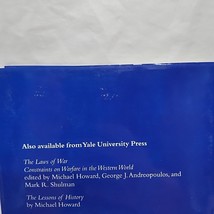 Also available from Yale University Press
The Laws of War
Constraints on Warfare in the Western World
edited by Michael Howard, George J. Andreopoulos, and
Mark R. Shulman
The Lessons of History
by Michael Howard